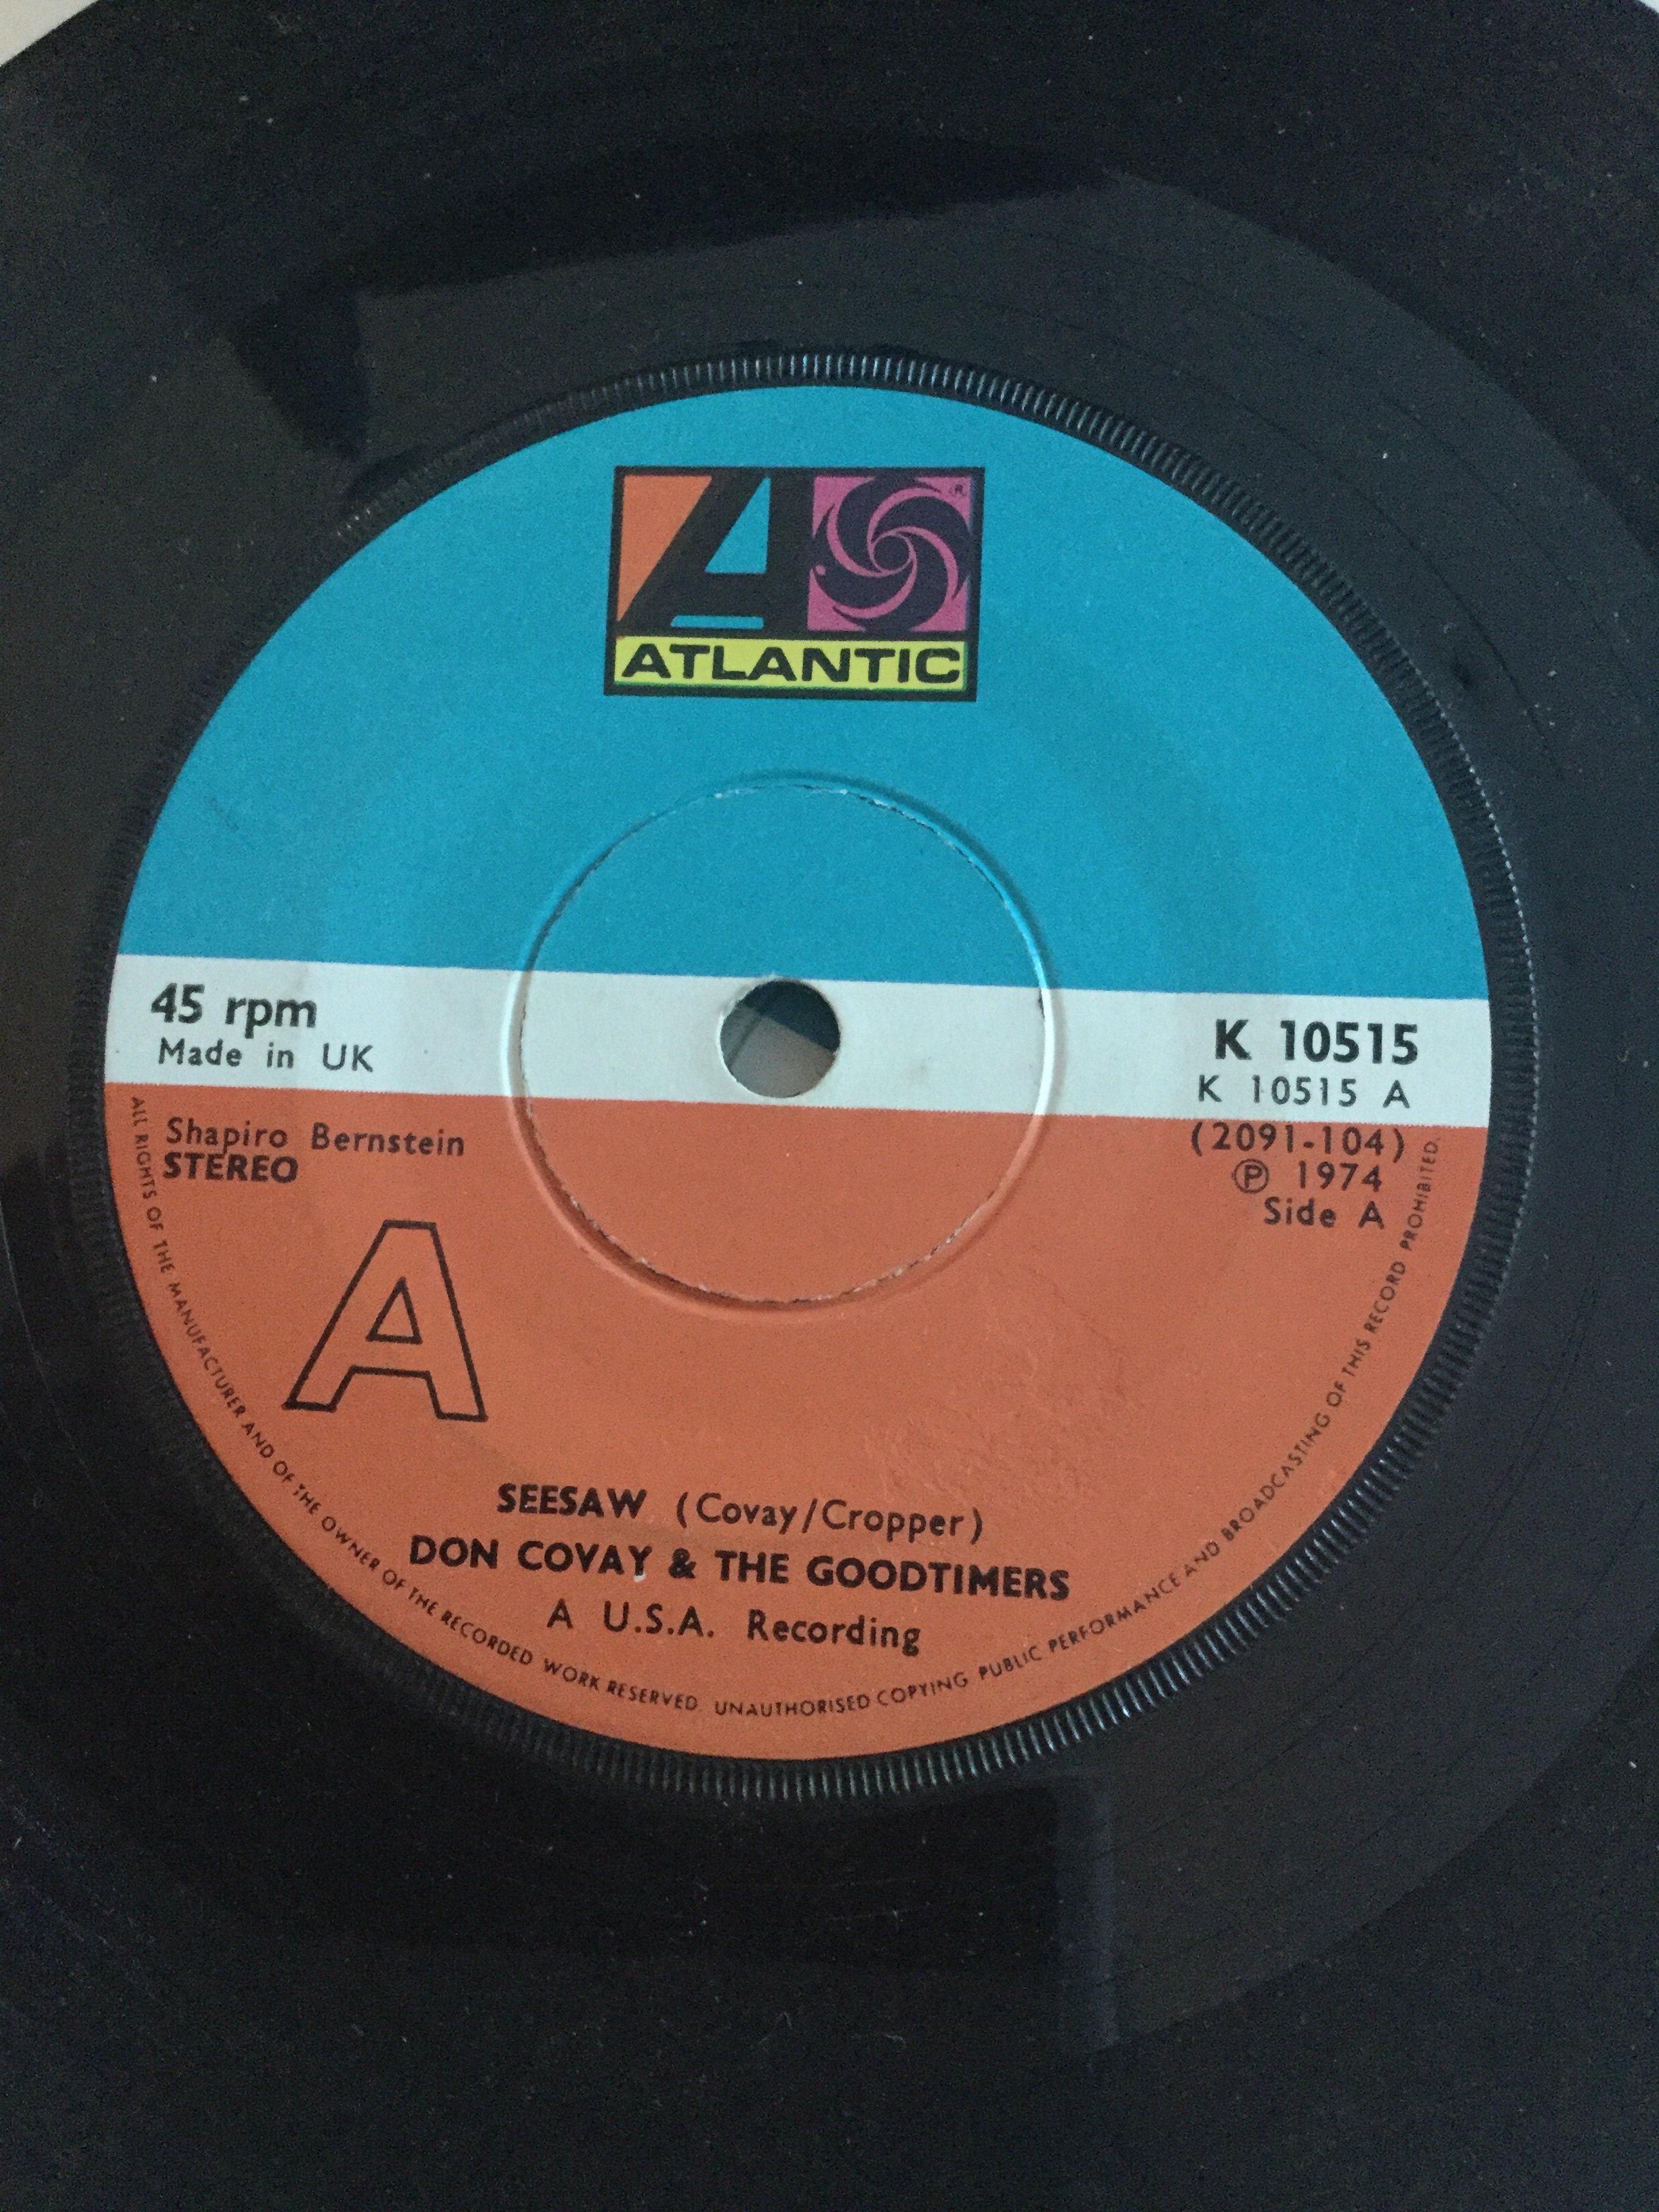 A ®
ATLANTIC
45 rpm
Made in UK
K 10515
K 10515 A
Shapiro Bernstein
STEREO
(2091-104)
Ⓟ 1974
Side A
A
SEESAW (Covay/Cropper)
DON COVAY & THE GOODTIMERS
A U.S.A. Recording
ALL RIGHTS OF THE MANUFACTURER AND OF THE OWNER OF THE RECORDED WORK RESERVED. UNAUTHORISED COPYING PUBLIC PERFORMANCE AND BROADCASTING OF THIS RECORD PROHIBITED.